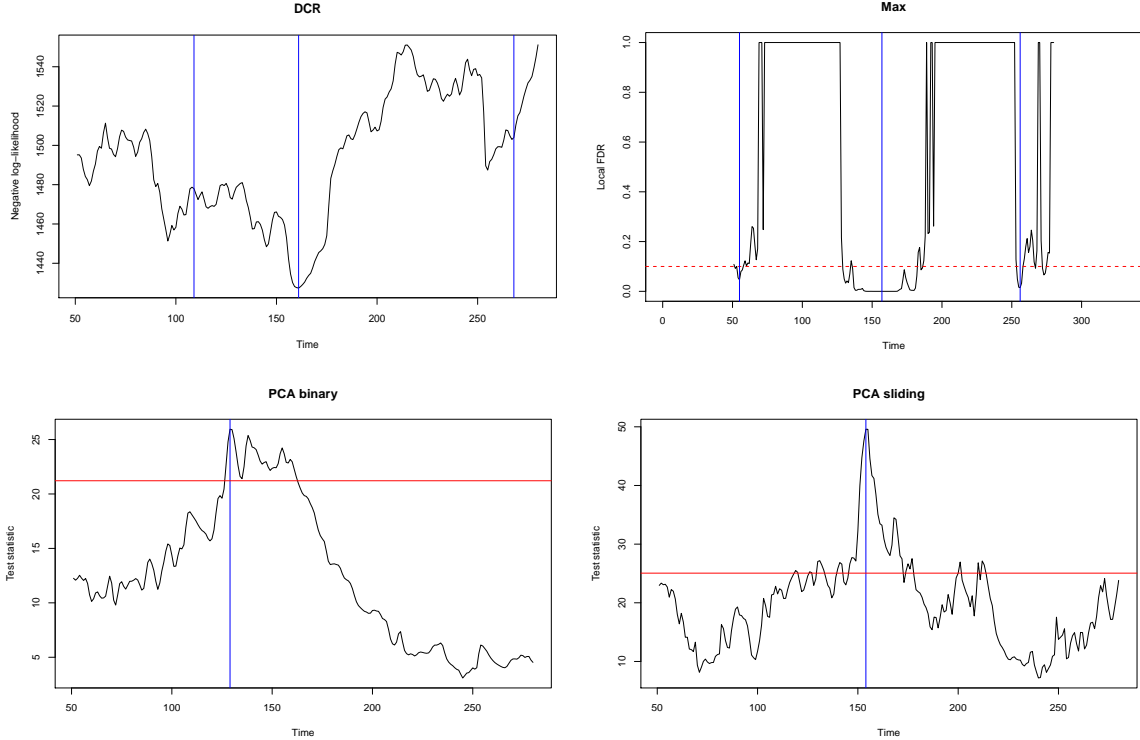 DCR
Negative log−likelihood
1440 1460 1480 1500 1520 1540
50 100 150 200 250
Time
Max
Local FDR
0.0 0.2 0.4 0.6 0.8 1.0
0 50 100 150 200 250 300
Time
PCA binary
Test statistic
5 10 15 20 25
50 100 150 200 250
Time
PCA sliding
Test statistic
10 20 30 40 50
50 100 150 200 250
Time